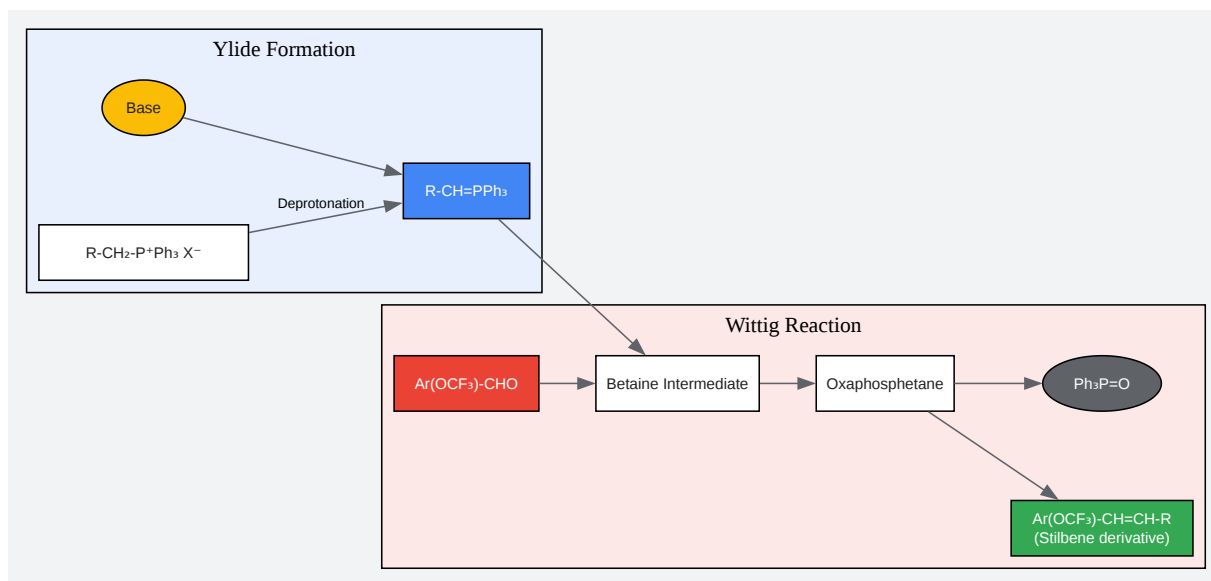 Ylide Formation
Base
R-CH=PPh₃
Deprotonation
R-CH₂-P⁺Ph₃ X⁻
Wittig Reaction
Ar(OCF₃)-CHO
Betaine Intermediate
Oxaphosphetane
Ph₃P=O
Ar(OCF₃)-CH=CH-R
(Stilbene derivative)